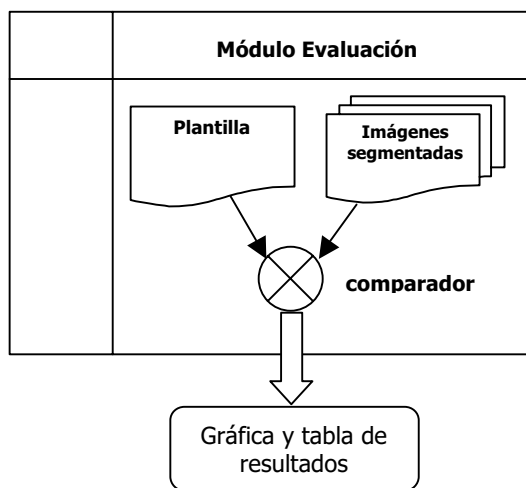 Módulo Evaluación
Plantilla
Imágenes
segmentadas
comparador
Gráfica y tabla de
resultados